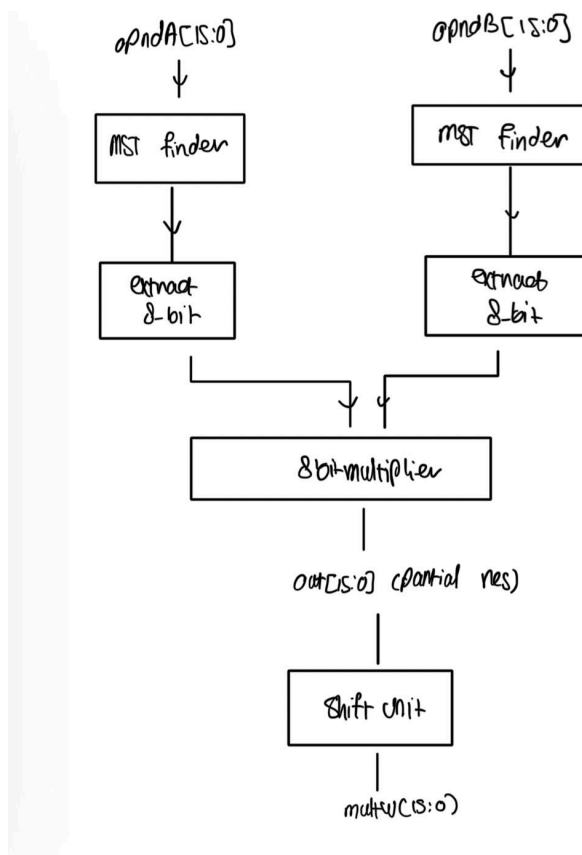 opndA[15:0]
opndB[15:0]
MST finder
MST finder
extract
8-bit
extract
8-bit
8bitmultiplier
out[15:0] (partial res)
Shift Unit
(15:0)